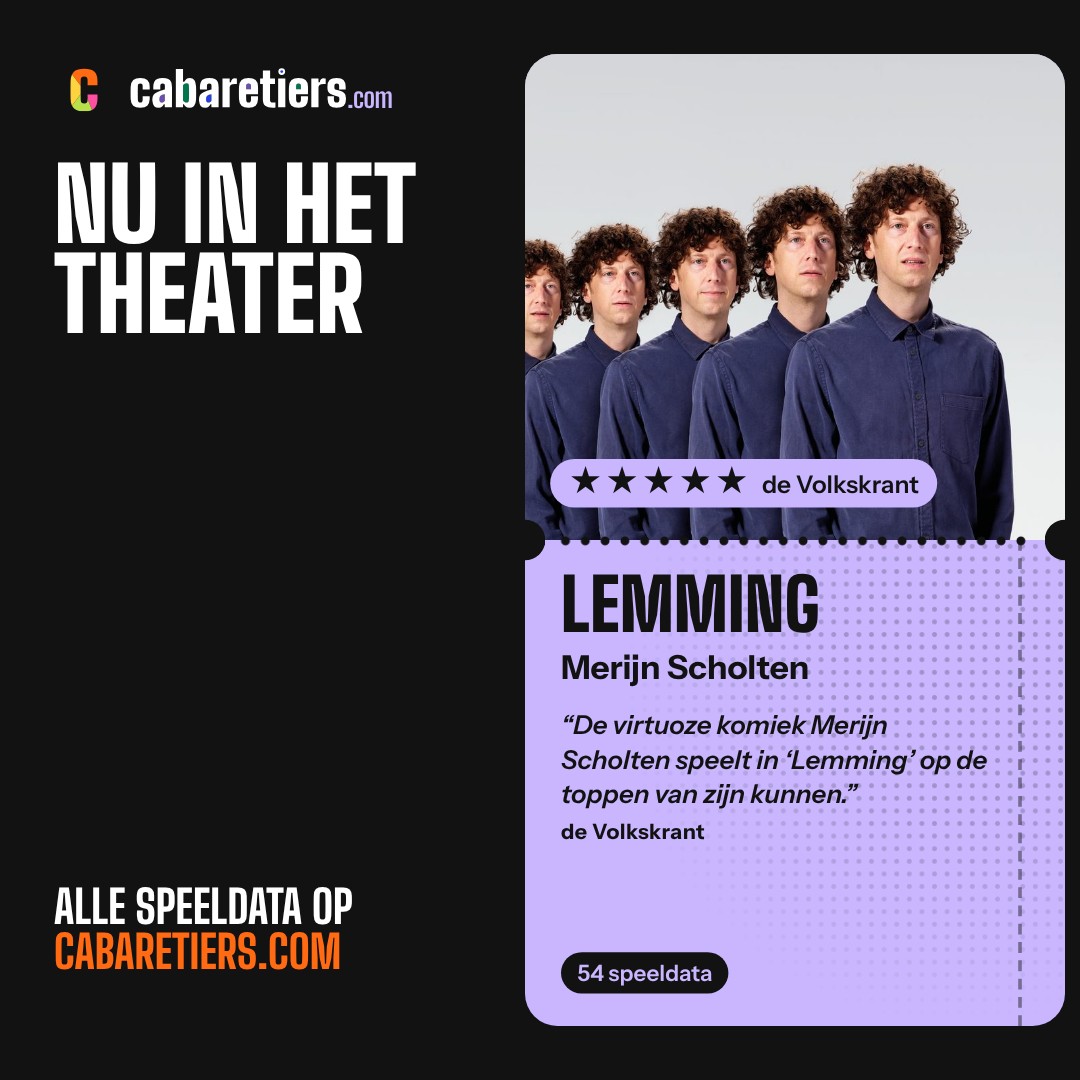 cabaretiers.com
NU IN HET
THEATER
★★★★★ de Volkskrant
LEMMING
Merijn Scholten
“De virtuoze komiek Merijn
Scholten speelt in ‘Lemming’ op de
toppen van zijn kunnen.”
de Volkskrant
54 speeldata
ALLE SPEELDATA OP
CABARETIERS.COM